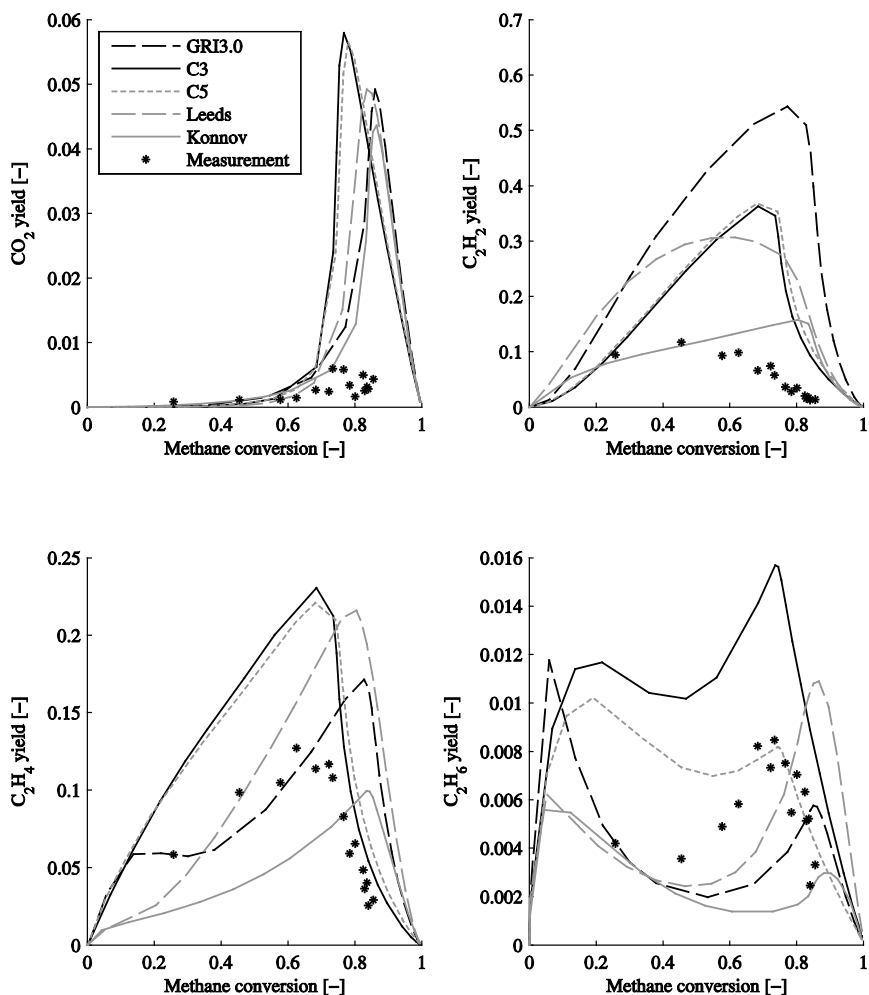 0.06
0.05
0.04
0.03
0.02
0.01
0
CO2 yield [−]
GRI3.0
C3
C5
Leeds
Konnov
Measurement
0 0.2 0.4 0.6 0.8 1
Methane conversion [−]
0.7
0.6
0.5
0.4
0.3
0.2
0.1
0
C2H2 yield [−]
0 0.2 0.4 0.6 0.8 1
Methane conversion [−]
0.25
0.2
0.15
0.1
0.05
0
C2H4 yield [−]
0 0.2 0.4 0.6 0.8 1
Methane conversion [−]
0.016
0.014
0.012
0.01
0.008
0.006
0.004
0.002
0
C2H6 yield [−]
0 0.2 0.4 0.6 0.8 1
Methane conversion [−]